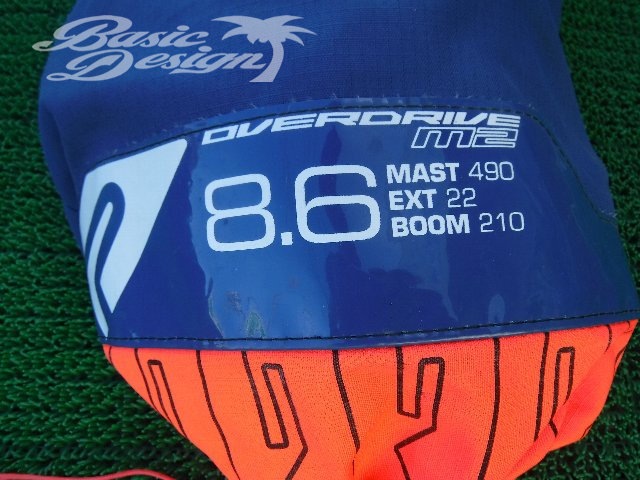 Basic
Design
OVERDRIVE
M2
8.6
MAST 490
EXT 22
BOOM 210